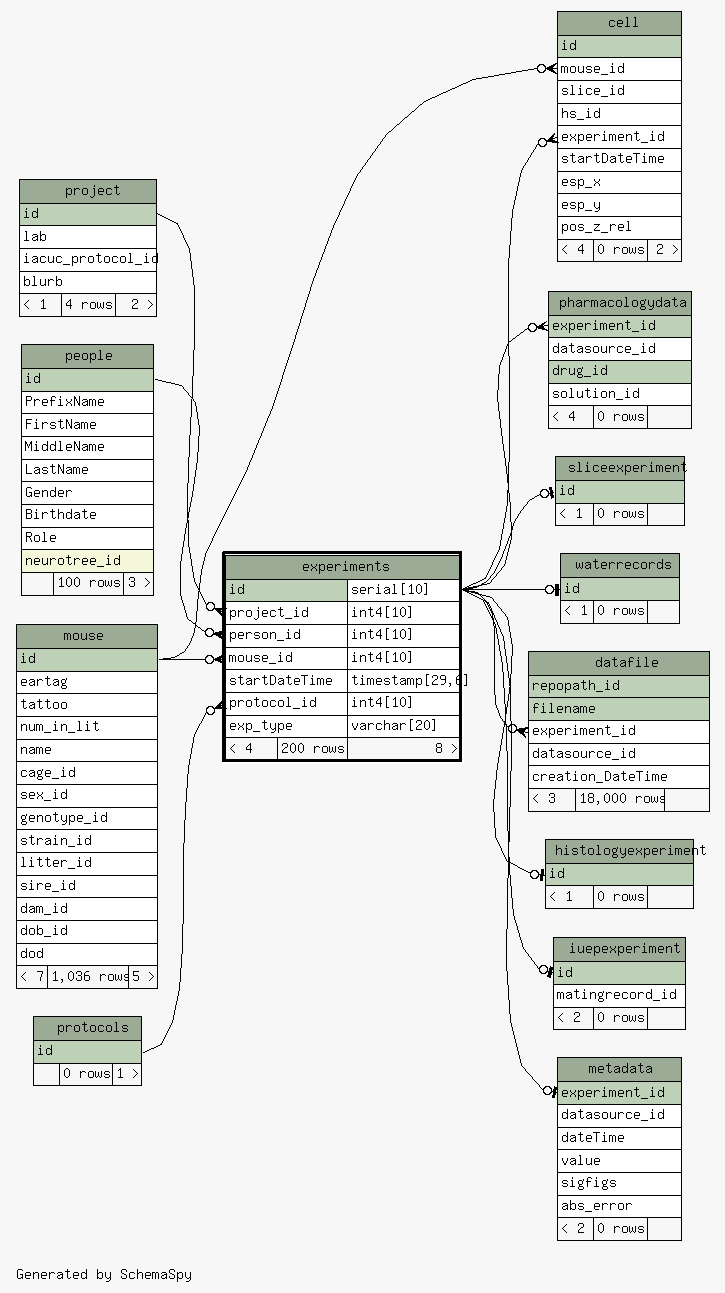 project
id
lab
iacuc_protocol_id
blurb
< 1 4 rows 2 >
people
id
PrefixName
FirstName
MiddleName
LastName
Gender
Birthdate
Role
neurotree_id
100 rows 3 >
mouse
id
eartag
tattoo
num_in_lit
name
cage_id
sex_id
genotype_id
strain_id
litter_id
sire_id
dam_id
dob_id
dod
< 7 1,036 rows 5 >
protocols
id
0 rows 1 >
experiments
id serial[10]
project_id int4[10]
person_id int4[10]
mouse_id int4[10]
startDateTime timestamp[29,6]
protocol_id int4[10]
exp_type varchar[20]
< 4 200 rows 8 >
cell
id
mouse_id
slice_id
hs_id
experiment_id
startDateTime
esp_x
esp_y
pos_z_rel
< 4 0 rows 2 >
pharmacologydata
experiment_id
datasource_id
drug_id
solution_id
< 4 0 rows
sliceexperiment
id
< 1 0 rows
waterrecords
id
< 1 0 rows
datafile
repopath_id
filename
experiment_id
datasource_id
creation_DateTime
< 3 18,000 rows
histologyexperiment
id
< 1 0 rows
iuepexperiment
id
matingrecord_id
< 2 0 rows
metadata
experiment_id
datasource_id
dateTime
value
sigfigs
abs_error
< 2 0 rows
Generated by SchemaSpy